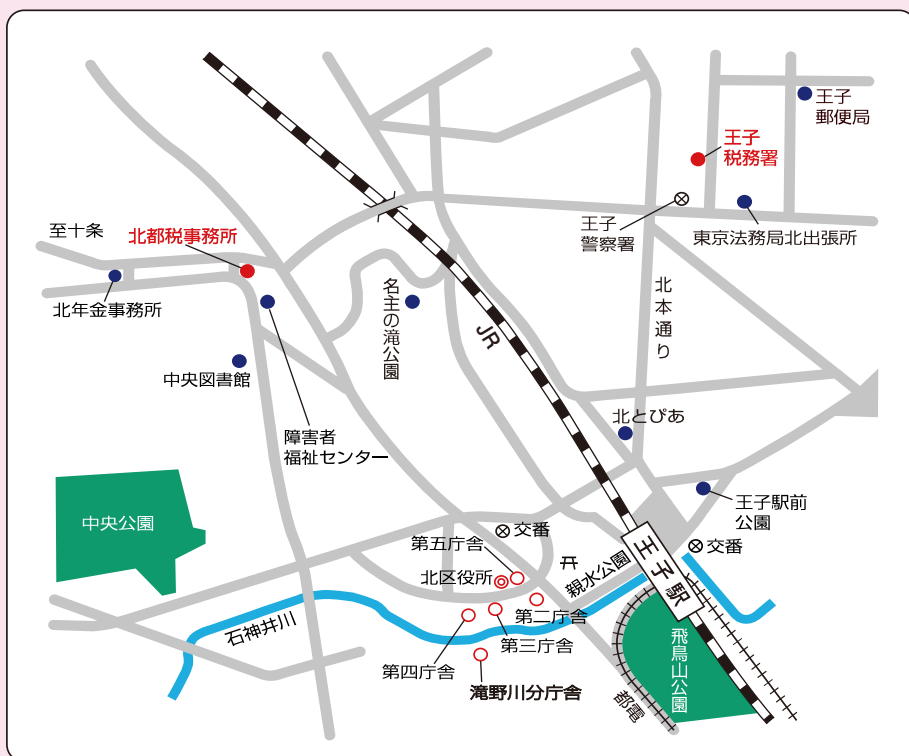 王子
郵便局
王子
税務署
王子
警察署
東京法務局北出張所
至十条
北都税事務所
北年金事務所
名主の滝公園
北本通り
JR
中央図書館
障害者
福祉センター
北とぴあ
王子駅前
公園
中央公園
交番
交番
第五庁舎
北区役所
親水公園
王子駅
第二庁舎
第三庁舎
石神井川
第四庁舎
滝野川分庁舎
飛鳥山公園
都電